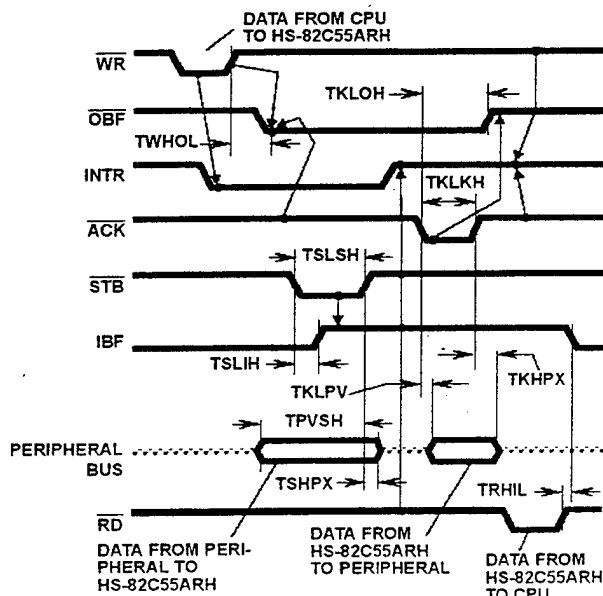 DATA FROM CPU
TO HS-82C55ARH
WR
TKLOH
OBF
TWHOL
INTR
TKLKH
ACK
TSLSH
STB
IBF
TSLIH
TKLPV
TKHPX
TPVSH
PERIPHERAL
BUS
TSHPX
TRHIL
RD
DATA FROM PERI-
PHERAL TO
HS-82C55ARH
DATA FROM
HS-82C55ARH
TO PERIPHERAL
DATA FROM
HS-82C55ARH
TO CPU